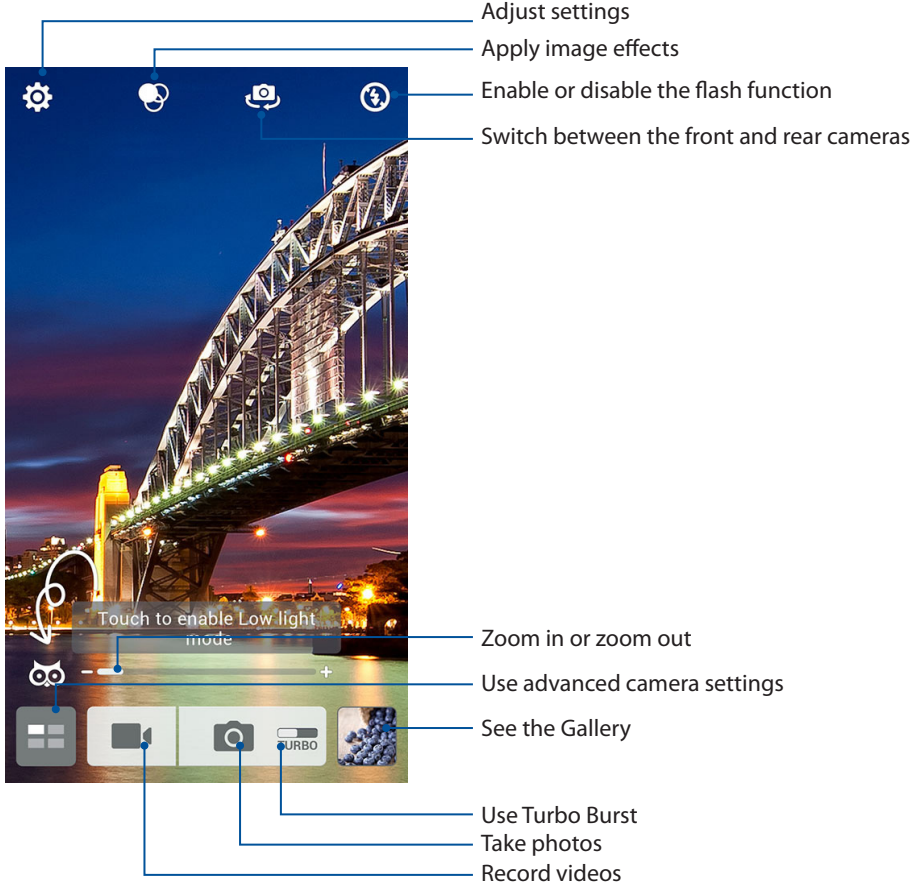 Adjust settings
Apply image effects
Enable or disable the flash function
Switch between the front and rear cameras
Touch to enable Low light
mode
Zoom in or zoom out
Use advanced camera settings
See the Gallery
TURBO
Use Turbo Burst
Take photos
Record videos